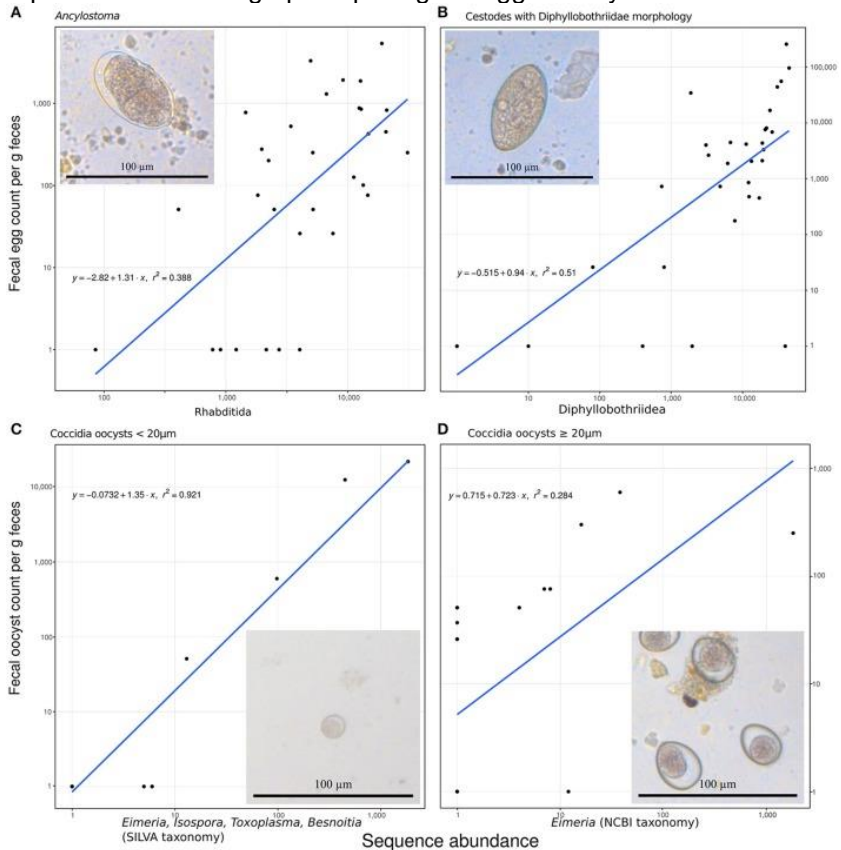 A
Ancylostoma
B
Cestodes with Diphyllobothriidae morphology
100 µm
100 µm
Fecal egg count per g feces
1,000
100
10
1
100,000
10,000
1,000
100
10
1
y = −2.82 + 1.31 · x, r² = 0.388
y = −0.515 + 0.94 · x, r² = 0.51
100
1,000
10,000
Rhabditida
10
100
1,000
10,000
Diphyllobothriidea
C
Coccidia oocysts < 20µm
D
Coccidia oocysts ≥ 20µm
Fecal oocyst count per g feces
10,000
1,000
100
10
1
1,000
100
10
1
y = −0.0732 + 1.35 · x, r² = 0.921
y = 0.715 + 0.723 · x, r² = 0.284
100 µm
100 µm
1
10
100
1,000
Eimeria, Isospora, Toxoplasma, Besnoitia
(SILVA taxonomy)
1
10
100
1,000
Eimeria (NCBI taxonomy)
Sequence abundance